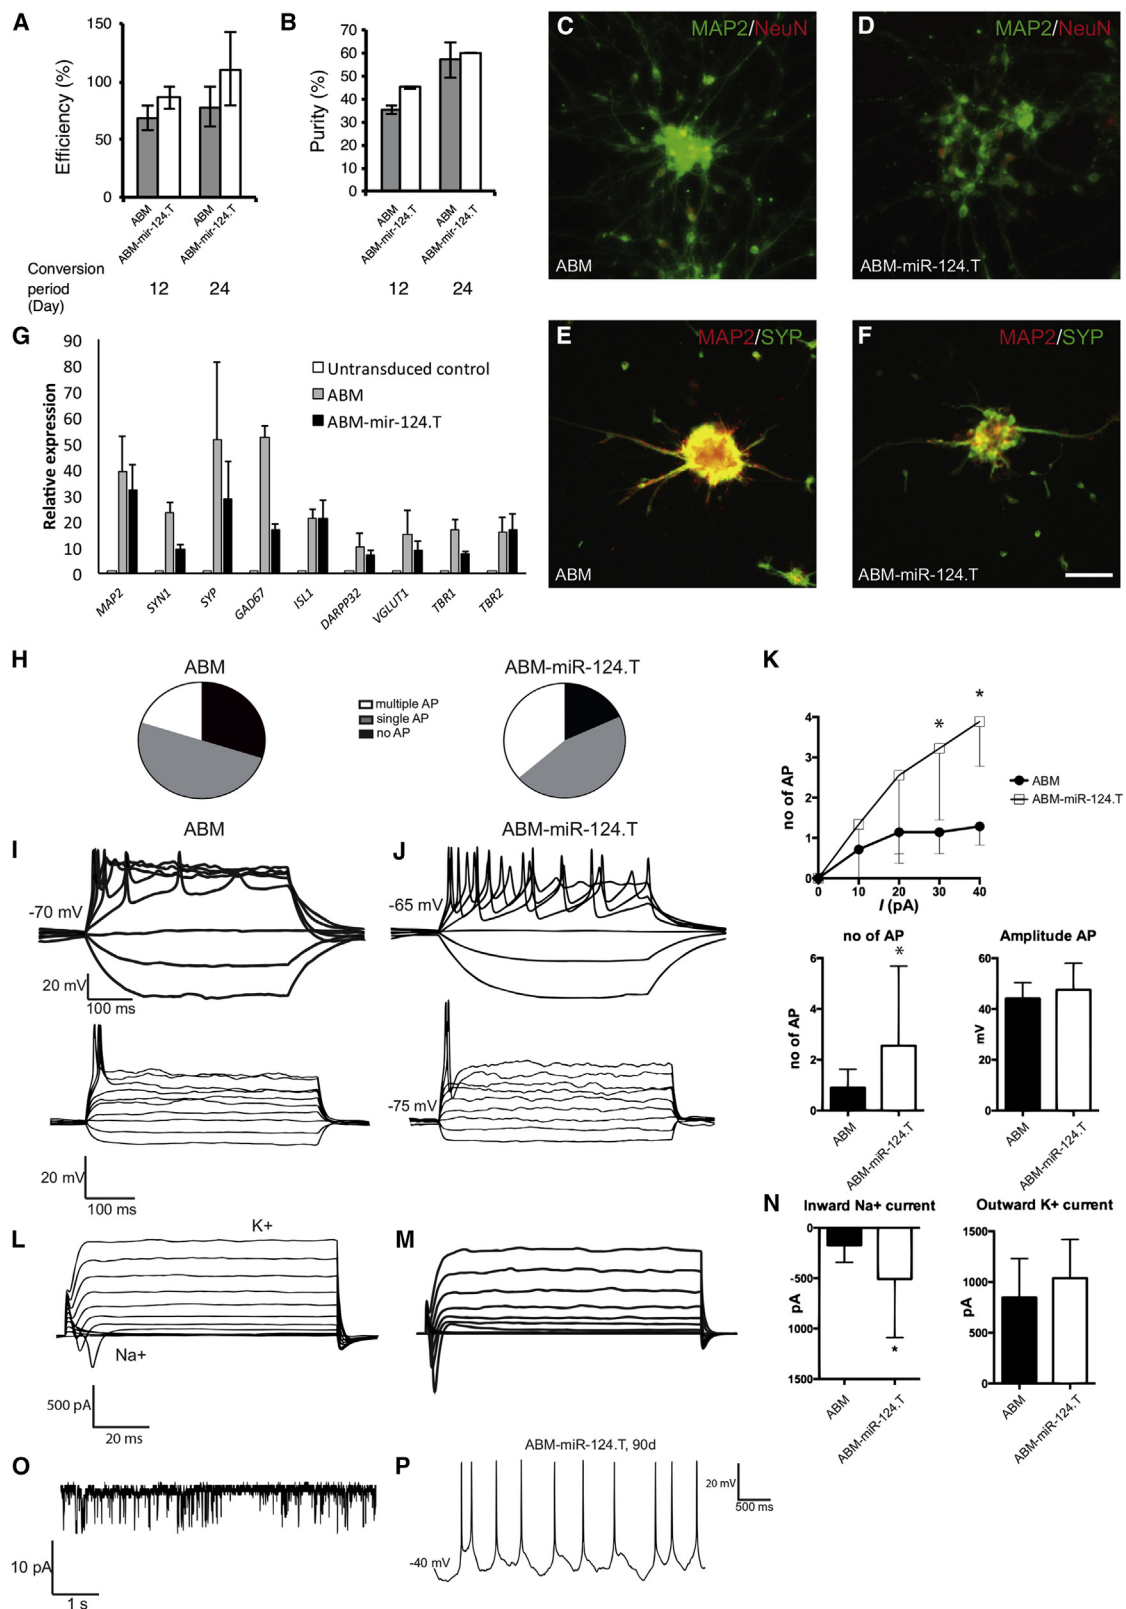 A
150
100
50
0
Efficiency (%)
ABM
ABM-mir-124.T
ABM
ABM-mir-124.T
Conversion
period
(Day)
12
24
B
70
60
50
40
30
20
10
0
Purity (%)
ABM
ABM-mir-124.T
ABM
ABM-mir-124.T
12
24
C
MAP2/NeuN
ABM
D
MAP2/NeuN
ABM-miR-124.T
E
MAP2/SYP
ABM
F
MAP2/SYP
ABM-miR-124.T
G
90
80
70
60
50
40
30
20
10
0
Relative expression
Untransduced control
ABM
ABM-mir-124.T
MAP2
SYN1
SYP
GAD67
ISL1
DARPP32
VGLUT1
TBR1
TBR2
H
ABM
multiple AP
single AP
no AP
ABM-miR-124.T
I
ABM
-70 mV
20 mV
100 ms
20 mV
100 ms
J
ABM-miR-124.T
-65 mV
-75 mV
K
no of AP
4
3
2
1
0
* *
0
10
20
30
40
I (pA)
ABM
ABM-miR-124.T
no of AP
*
6
4
2
0
no of AP
ABM
ABM-miR-124.T
Amplitude AP
60
40
20
0
mV
ABM
ABM-miR-124.T
L
K+
Na+
500 pA
20 ms
M
N
Inward Na+ current
0
-500
1000
1500
pA
*
ABM
ABM-miR-124.T
Outward K+ current
1500
1000
500
0
pA
ABM
ABM-miR-124.T
O
10 pA
1 s
P
ABM-miR-124.T, 90d
20 mV
500 ms
-40 mV